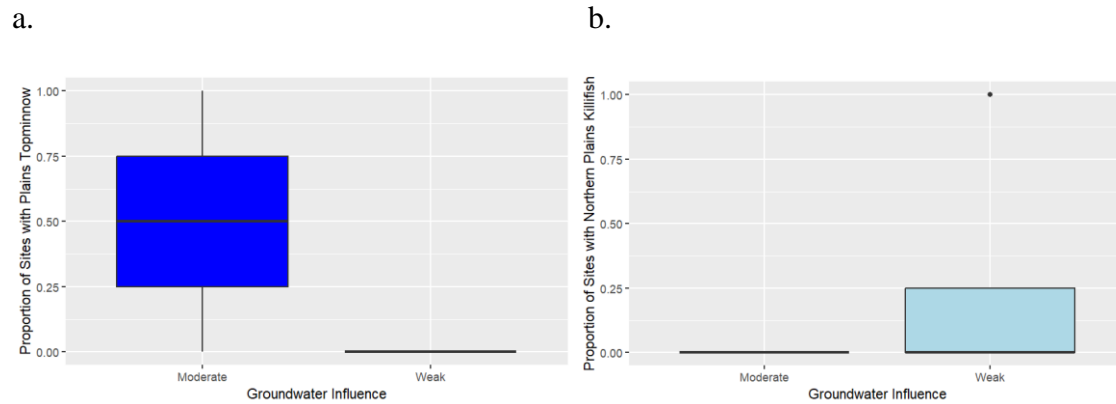 a.
b.
Proportion of Sites with Plains Topminnow
1.00
0.75
0.50
0.25
0.00
Moderate
Weak
Groundwater Influence
Proportion of Sites with Northern Plains Killifish
1.00
0.75
0.50
0.25
0.00
Moderate
Weak
Groundwater Influence